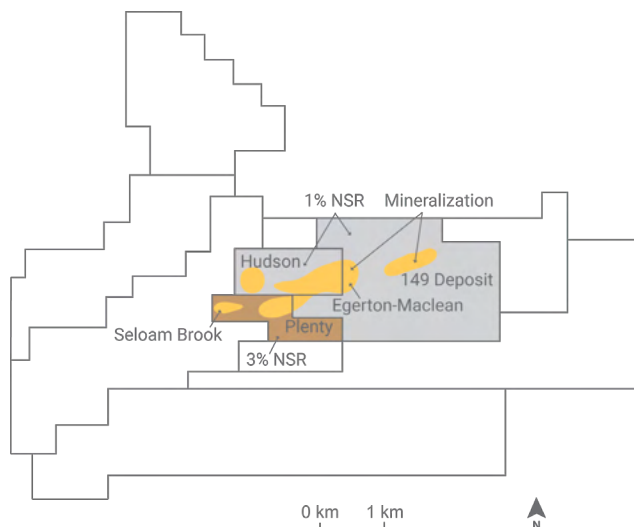 1% NSR
Mineralization
Hudson
149 Deposit
Egerton-Maclean
Seloam Brook
Plenty
3% NSR
0 km 1 km
N